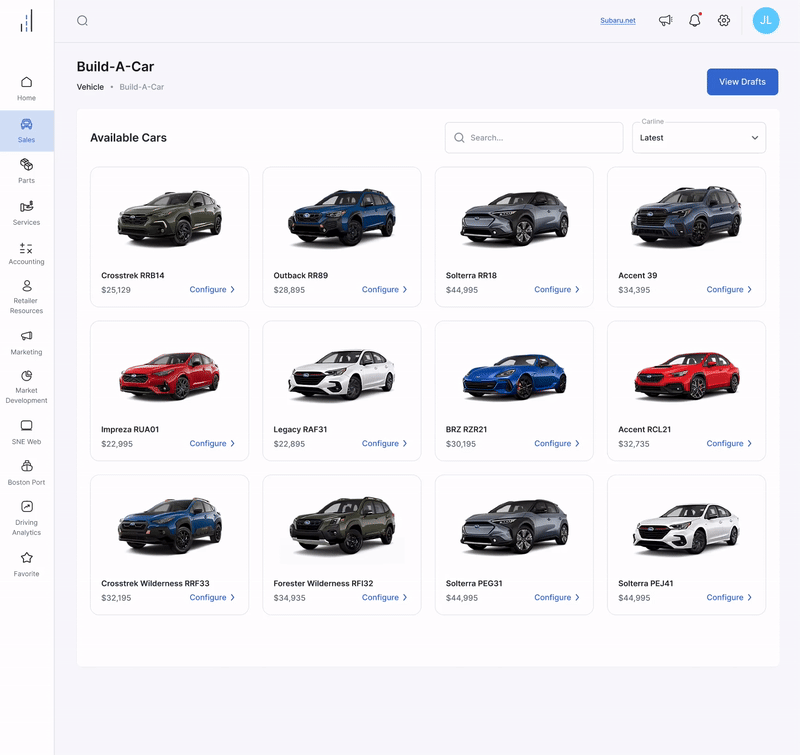 Subaru.net
JL
Home
Sales
Parts
Services
Accounting
Retailer
Resources
Marketing
Market
Development
SNE Web
Boston Port
Driving
Analytics
Favorite
Build-A-Car
Vehicle • Build-A-Car
View Drafts
Available Cars
Search...
Carline
Latest
Crosstrek RRB14
$25,129
Configure
Outback RR89
$28,895
Configure
Solterra RR18
$44,995
Configure
Accent 39
$34,395
Configure
Impreza RUA01
$22,995
Configure
Legacy RAF31
$22,895
Configure
BRZ RZR21
$30,195
Configure
Accent RCL21
$32,735
Configure
Crosstrek Wilderness RRF33
$32,195
Configure
Forester Wilderness RFI32
$34,935
Configure
Solterra PEG31
$44,995
Configure
Solterra PEJ41
$44,995
Configure